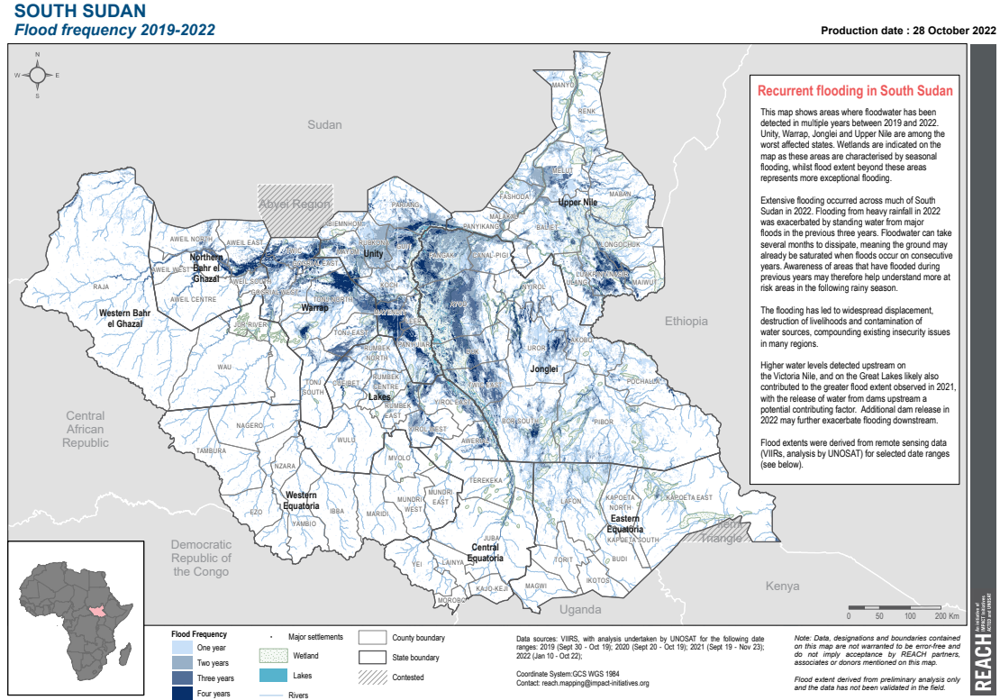 SOUTH SUDAN
Flood frequency 2019-2022
Production date : 28 October 2022
N
W
E
S
Sudan
Abyei Region
Ethiopia
Central
African
Republic
Democratic
Republic of
the Congo
Uganda
Kenya
Ilemi
Triangle
MANYO
RENK
MELUT
FASHODA
Upper Nile
MABAN
MALAKAL
BALIET
PANYIKANG
LONGOCHUK
LUAKPINY/NASIR
ULANG
MAIWUT
PARIANG
ABIEMNHOM
RUBKONA
Unity
GUIT
FANGAK
CANAL-PIGI
KOCH
NYIROL
MAYENDIT
LEER
AYOD
PANYIJIAR
UROR
AKOBO
Jonglei
DUK
TWIC EAST
POCHALLA
BOR SOUTH
PIBOR
AWEIL NORTH
AWEIL EAST
Northern
Bahr el
Ghazal
AWEIL WEST
AWEIL SOUTH
AWEIL CENTRE
TWIC
GOGRIAL EAST
GOGRIAL WEST
TONJ NORTH
Warrap
TONJ EAST
TONJ
SOUTH
RAJA
Western Bahr
el Ghazal
JUR RIVER
WAU
RUMBEK
NORTH
CUEIBET
RUMBEK
CENTRE
Lakes
RUMBEK
EAST
YIROL EAST
YIROL WEST
AWERIAL
WULU
NAGERO
TAMBURA
NZARA
EZO
Western
Equatoria
YAMBIO
IBBA
MARIDI
MVOLO
MUNDRI
WEST
MUNDRI
EAST
TEREKEKA
JUBA
Central
Equatoria
YEI
LAINYA
MOROBO
KAJO-KEJI
LAFON
KAPOETA
NORTH
KAPOETA EAST
Eastern
Equatoria
KAPOETA SOUTH
TORIT
BUDI
IKOTOS
MAGWI
Recurrent flooding in South Sudan
This map shows areas where floodwater has been
detected in multiple years between 2019 and 2022.
Unity, Warrap, Jonglei and Upper Nile are among the
worst affected states. Wetlands are indicated on the
map as these areas are characterised by seasonal
flooding, whilst flood extent beyond these areas
represents more exceptional flooding.
Extensive flooding occurred across much of South
Sudan in 2022. Flooding from heavy rainfall in 2022
was exacerbated by standing water from major
floods in the previous three years. Floodwater can take
several months to dissipate, meaning the ground may
already be saturated when floods occur on consecutive
years. Awareness of areas that have flooded during
previous years may therefore help understand more at
risk areas in the following rainy season.
The flooding has led to widespread displacement,
destruction of livelihoods and contamination of
water sources, compounding existing insecurity issues
in many regions.
Higher water levels detected upstream on
the Victoria Nile, and on the Great Lakes likely also
contributed to the greater flood extent observed in 2021,
with the release of water from dams upstream a
potential contributing factor. Additional dam release in
2022 may further exacerbate flooding downstream.
Flood extents were derived from remote sensing data
(VIIRs, analysis by UNOSAT) for selected date ranges
(see below).
0 50 100 200 Km
Flood Frequency
One year
Two years
Three years
Four years
Major settlements
Wetland
Lakes
Rivers
County boundary
State boundary
Contested
Data sources: VIIRS, with analysis undertaken by UNOSAT for the following date
ranges: 2019 (Sept 30 - Oct 19); 2020 (Sept 20 - Oct 19); 2021 (Sept 19 - Nov 23);
2022 (Jan 10 - Oct 22);
Coordinate System:GCS WGS 1984
Contact: reach.mapping@impact-initiatives.org
Note: Data, designations and boundaries contained
on this map are not warranted to be error-free and
do not imply acceptance by REACH partners,
associates or donors mentioned on this map.
Flood extent derived from preliminary analysis only
and the data has not been validated in the field.
REACH
An initiative of
IMPACT Initiatives
ACTED and UNOSAT